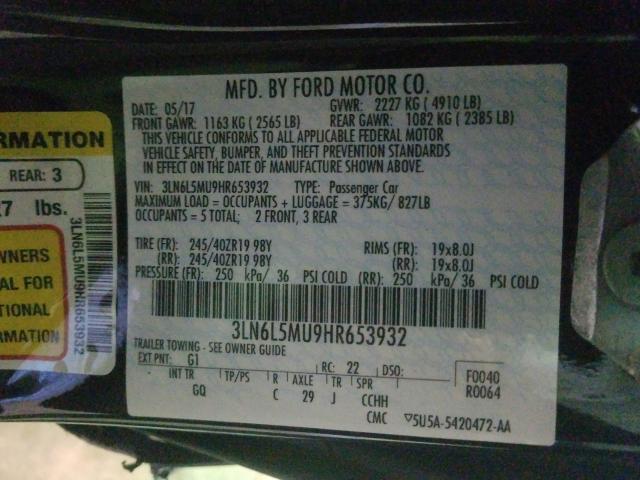 MFD. BY FORD MOTOR CO.
DATE: 05/17 GVWR: 2227 KG ( 4910 LB)
FRONT GAWR: 1163 KG ( 2565 LB) REAR GAWR: 1082 KG ( 2385 LB)
THIS VEHICLE CONFORMS TO ALL APPLICABLE FEDERAL MOTOR
VEHICLE SAFETY, BUMPER, AND THEFT PREVENTION STANDARDS
IN EFFECT ON THE DATE OF MANUFACTURE SHOWN ABOVE.
VIN: 3LN6L5MU9HR653932 TYPE: Passenger Car
MAXIMUM LOAD = OCCUPANTS + LUGGAGE = 375KG/ 827LB
OCCUPANTS = 5 TOTAL; 2 FRONT, 3 REAR
TIRE (FR): 245/40ZR19 98Y RIMS (FR): 19x8.0J
(RR): 245/40ZR19 98Y (RR): 19x8.0J
PRESSURE (FR): 250 kPa/ 36 PSI COLD (RR): 250 kPa/ 36 PSI COLD
3LN6L5MU9HR653932
TRAILER TOWING - SEE OWNER GUIDE
EXT PNT: G1 RC: 22 DSO: F0040
R0064
INT TR TP/PS R AXLE TR SPR
GQ C 29 J CCHH
CMC 5U5A-5420472-AA
RMATION
REAR: 3
7 lbs.
WNERS
AL FOR
TIONAL
RMATION
3LN6L5MU9HR653932